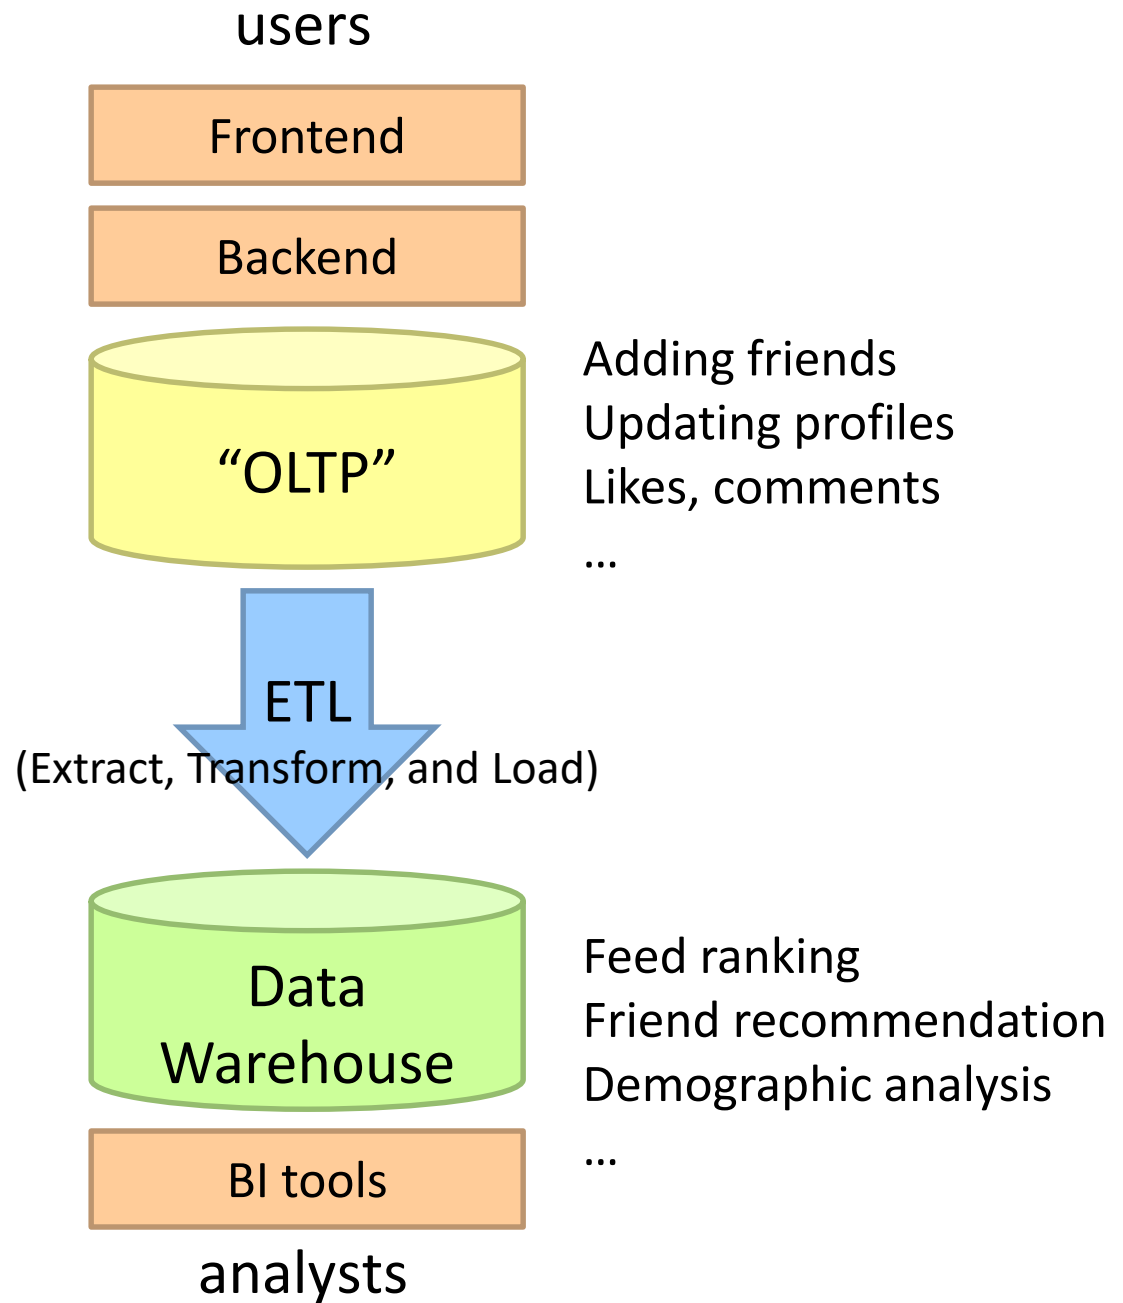 users
Frontend
Backend
“OLTP”
Adding friends
Updating profiles
Likes, comments
…
ETL
(Extract, Transform, and Load)
Data
Warehouse
Feed ranking
Friend recommendation
Demographic analysis
…
BI tools
analysts